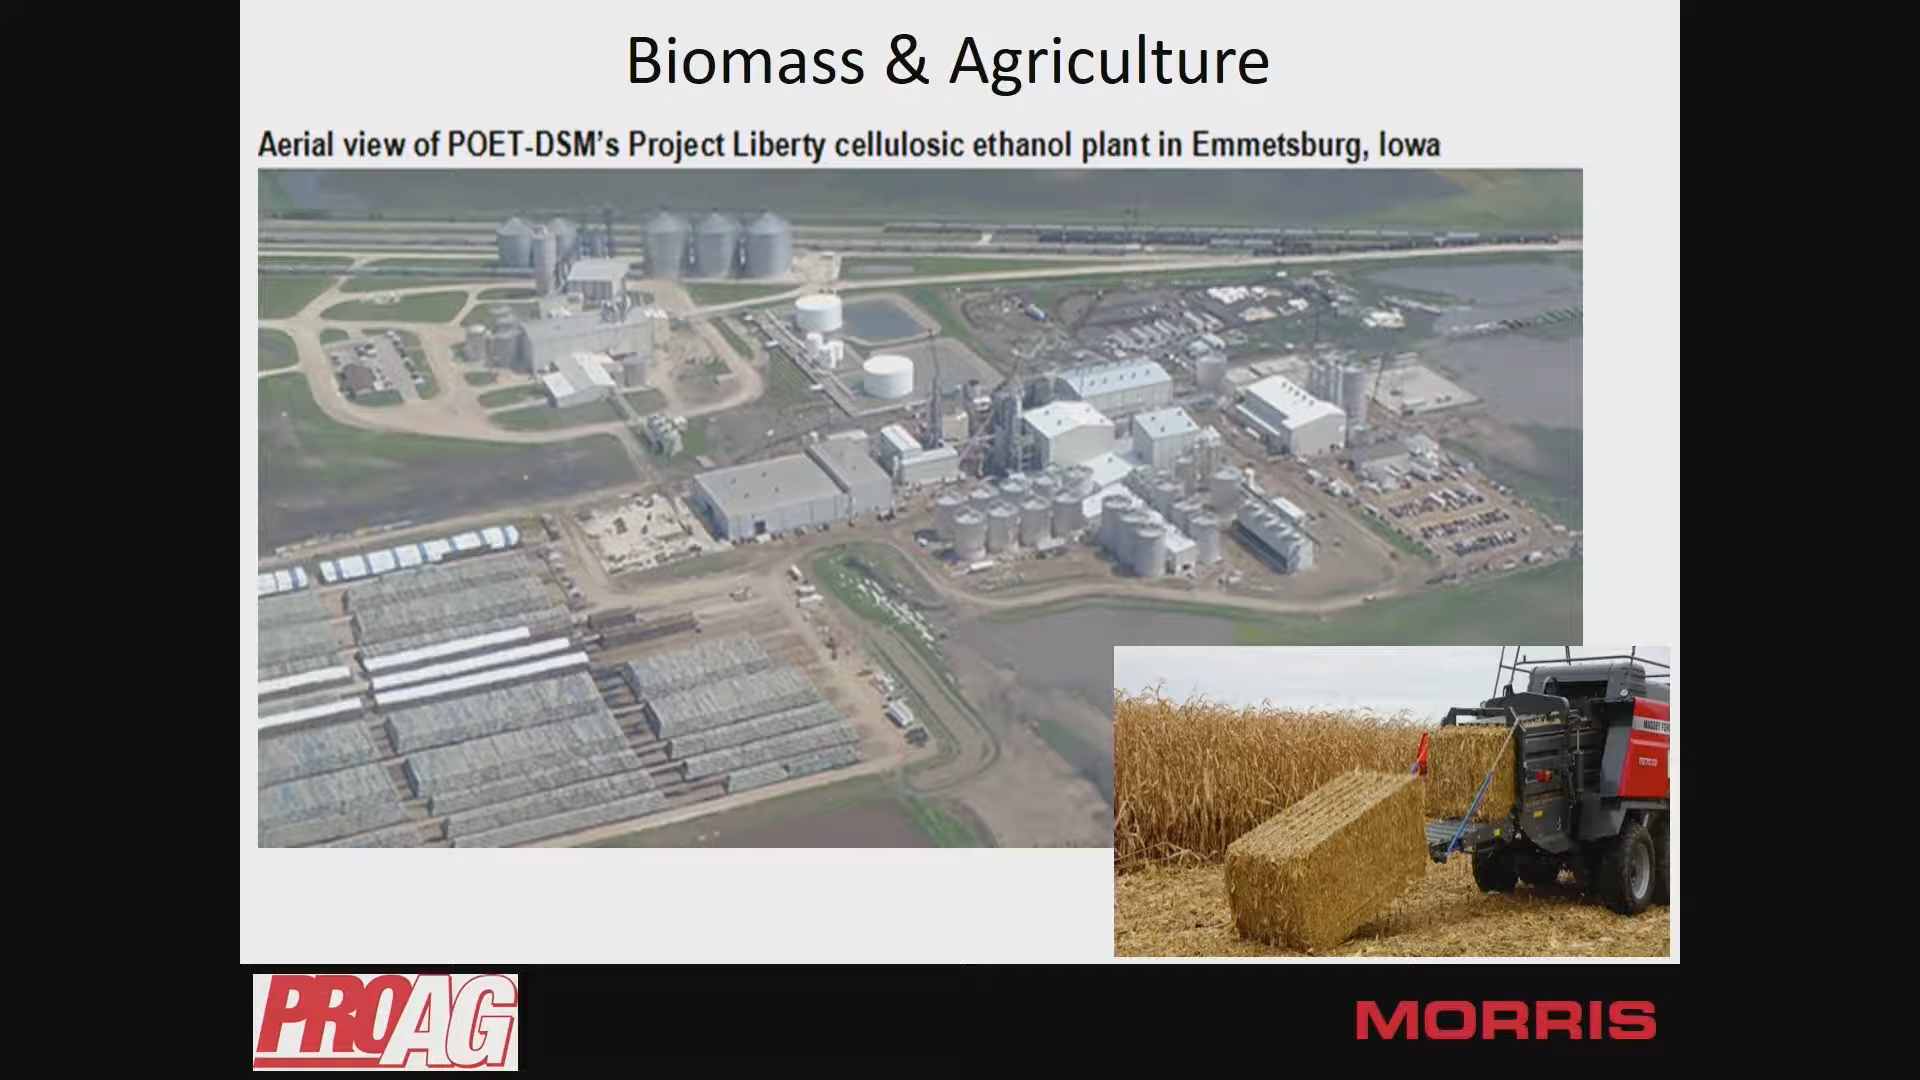 Biomass & Agriculture
Aerial view of POET-DSM's Project Liberty cellulosic ethanol plant in Emmetsburg, Iowa
PROAG
MORRIS